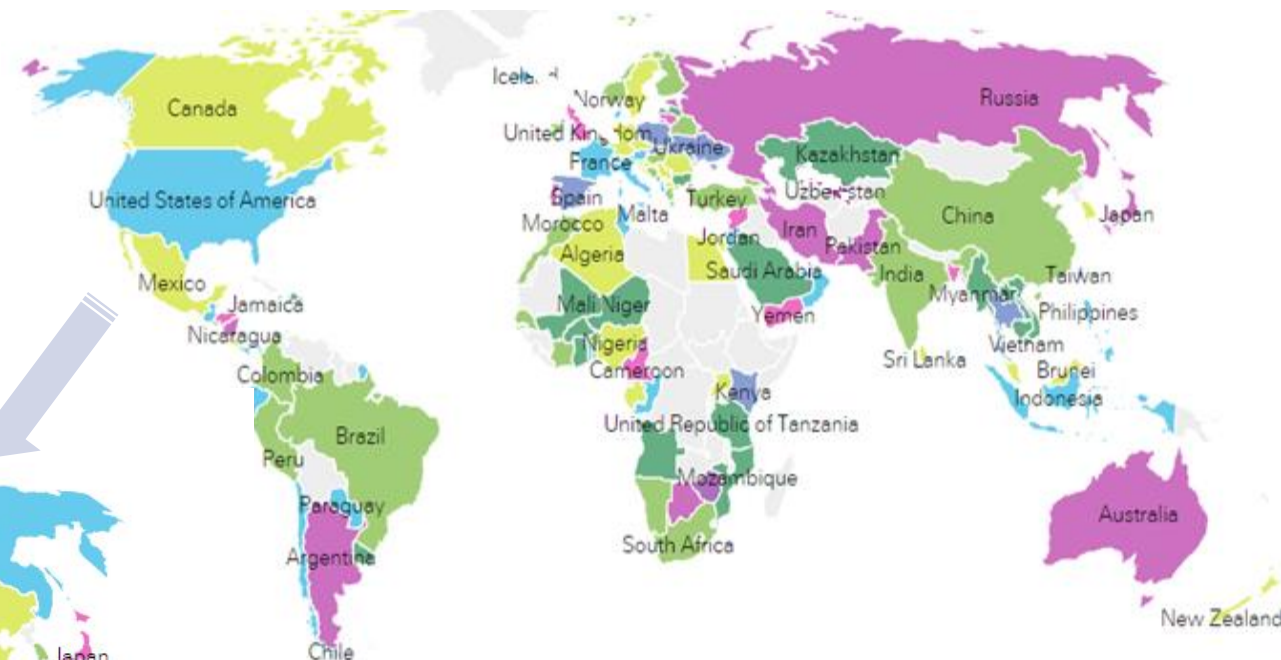 Canada
United States of America
Mexico
Jamaica
Nicaragua
Colombia
Brazil
Peru
Paraguay
Argentina
Chile
Norway
United Kingdom
Ukraine
France
Spain
Malta
Turkey
Morocco
Algeria
Jordan
Saudi Arabia
Mali Niger
Yemen
Nigeria
Cameroon
Kenya
United Republic of Tanzania
Mozambique
South Africa
Russia
Kazakhstan
Uzbekistan
Iran
Pakistan
China
Japan
India
Myanmar
Taiwan
Philippines
Vietnam
Sri Lanka
Brunei
Indonesia
Australia
New Zealand
Japan